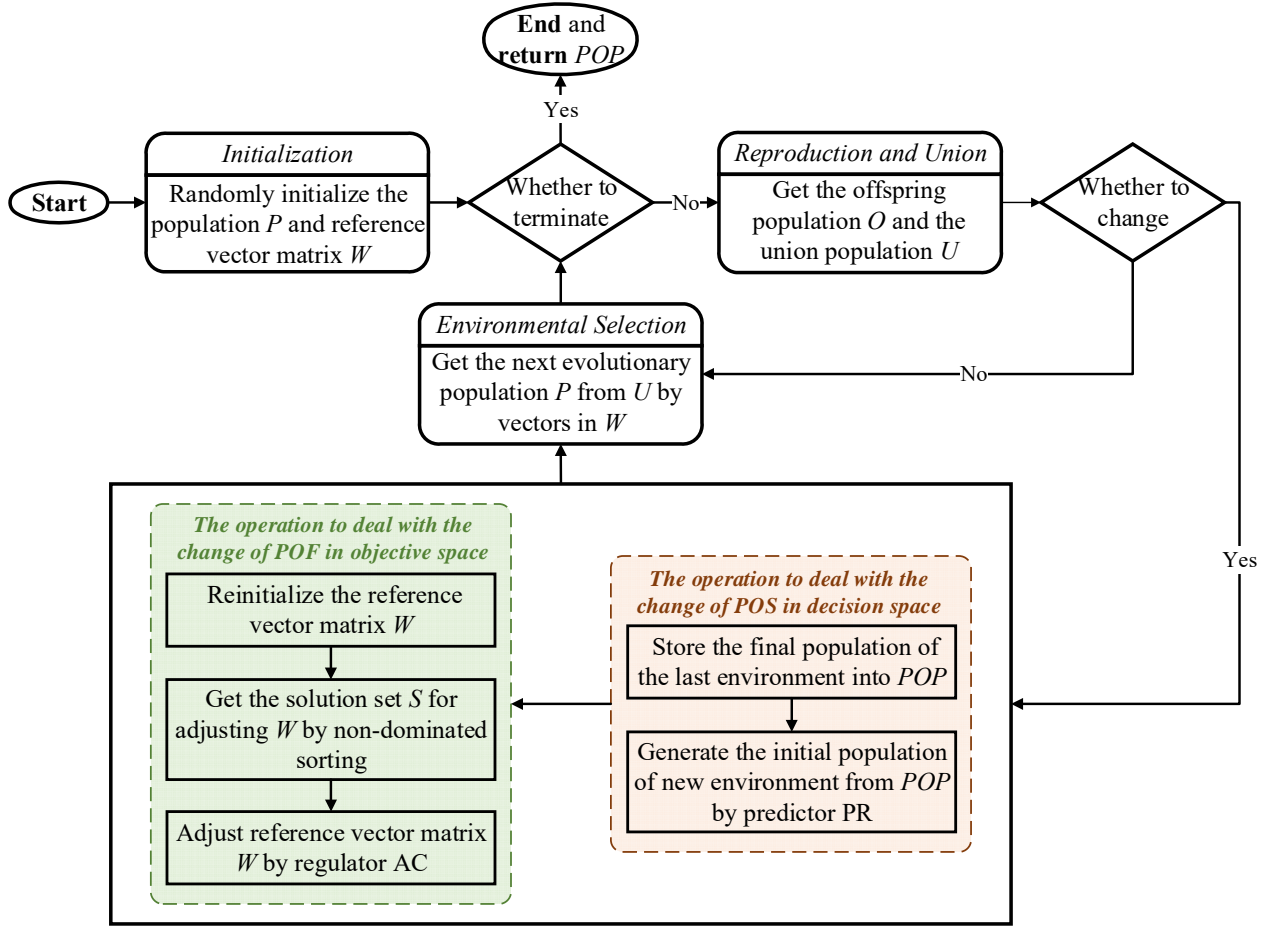 End and
return POP
Yes
Initialization
Randomly initialize the
population P and reference
vector matrix W
Start
Whether to
terminate
No
Reproduction and Union
Get the offspring
population O and the
union population U
Whether to
change
Environmental Selection
Get the next evolutionary
population P from U by
vectors in W
No
Yes
The operation to deal with the
change of POF in objective space
Reinitialize the reference
vector matrix W
Get the solution set S for
adjusting W by non-dominated
sorting
Adjust reference vector matrix
W by regulator AC
The operation to deal with the
change of POS in decision space
Store the final population of
the last environment into POP
Generate the initial population
of new environment from POP
by predictor PR